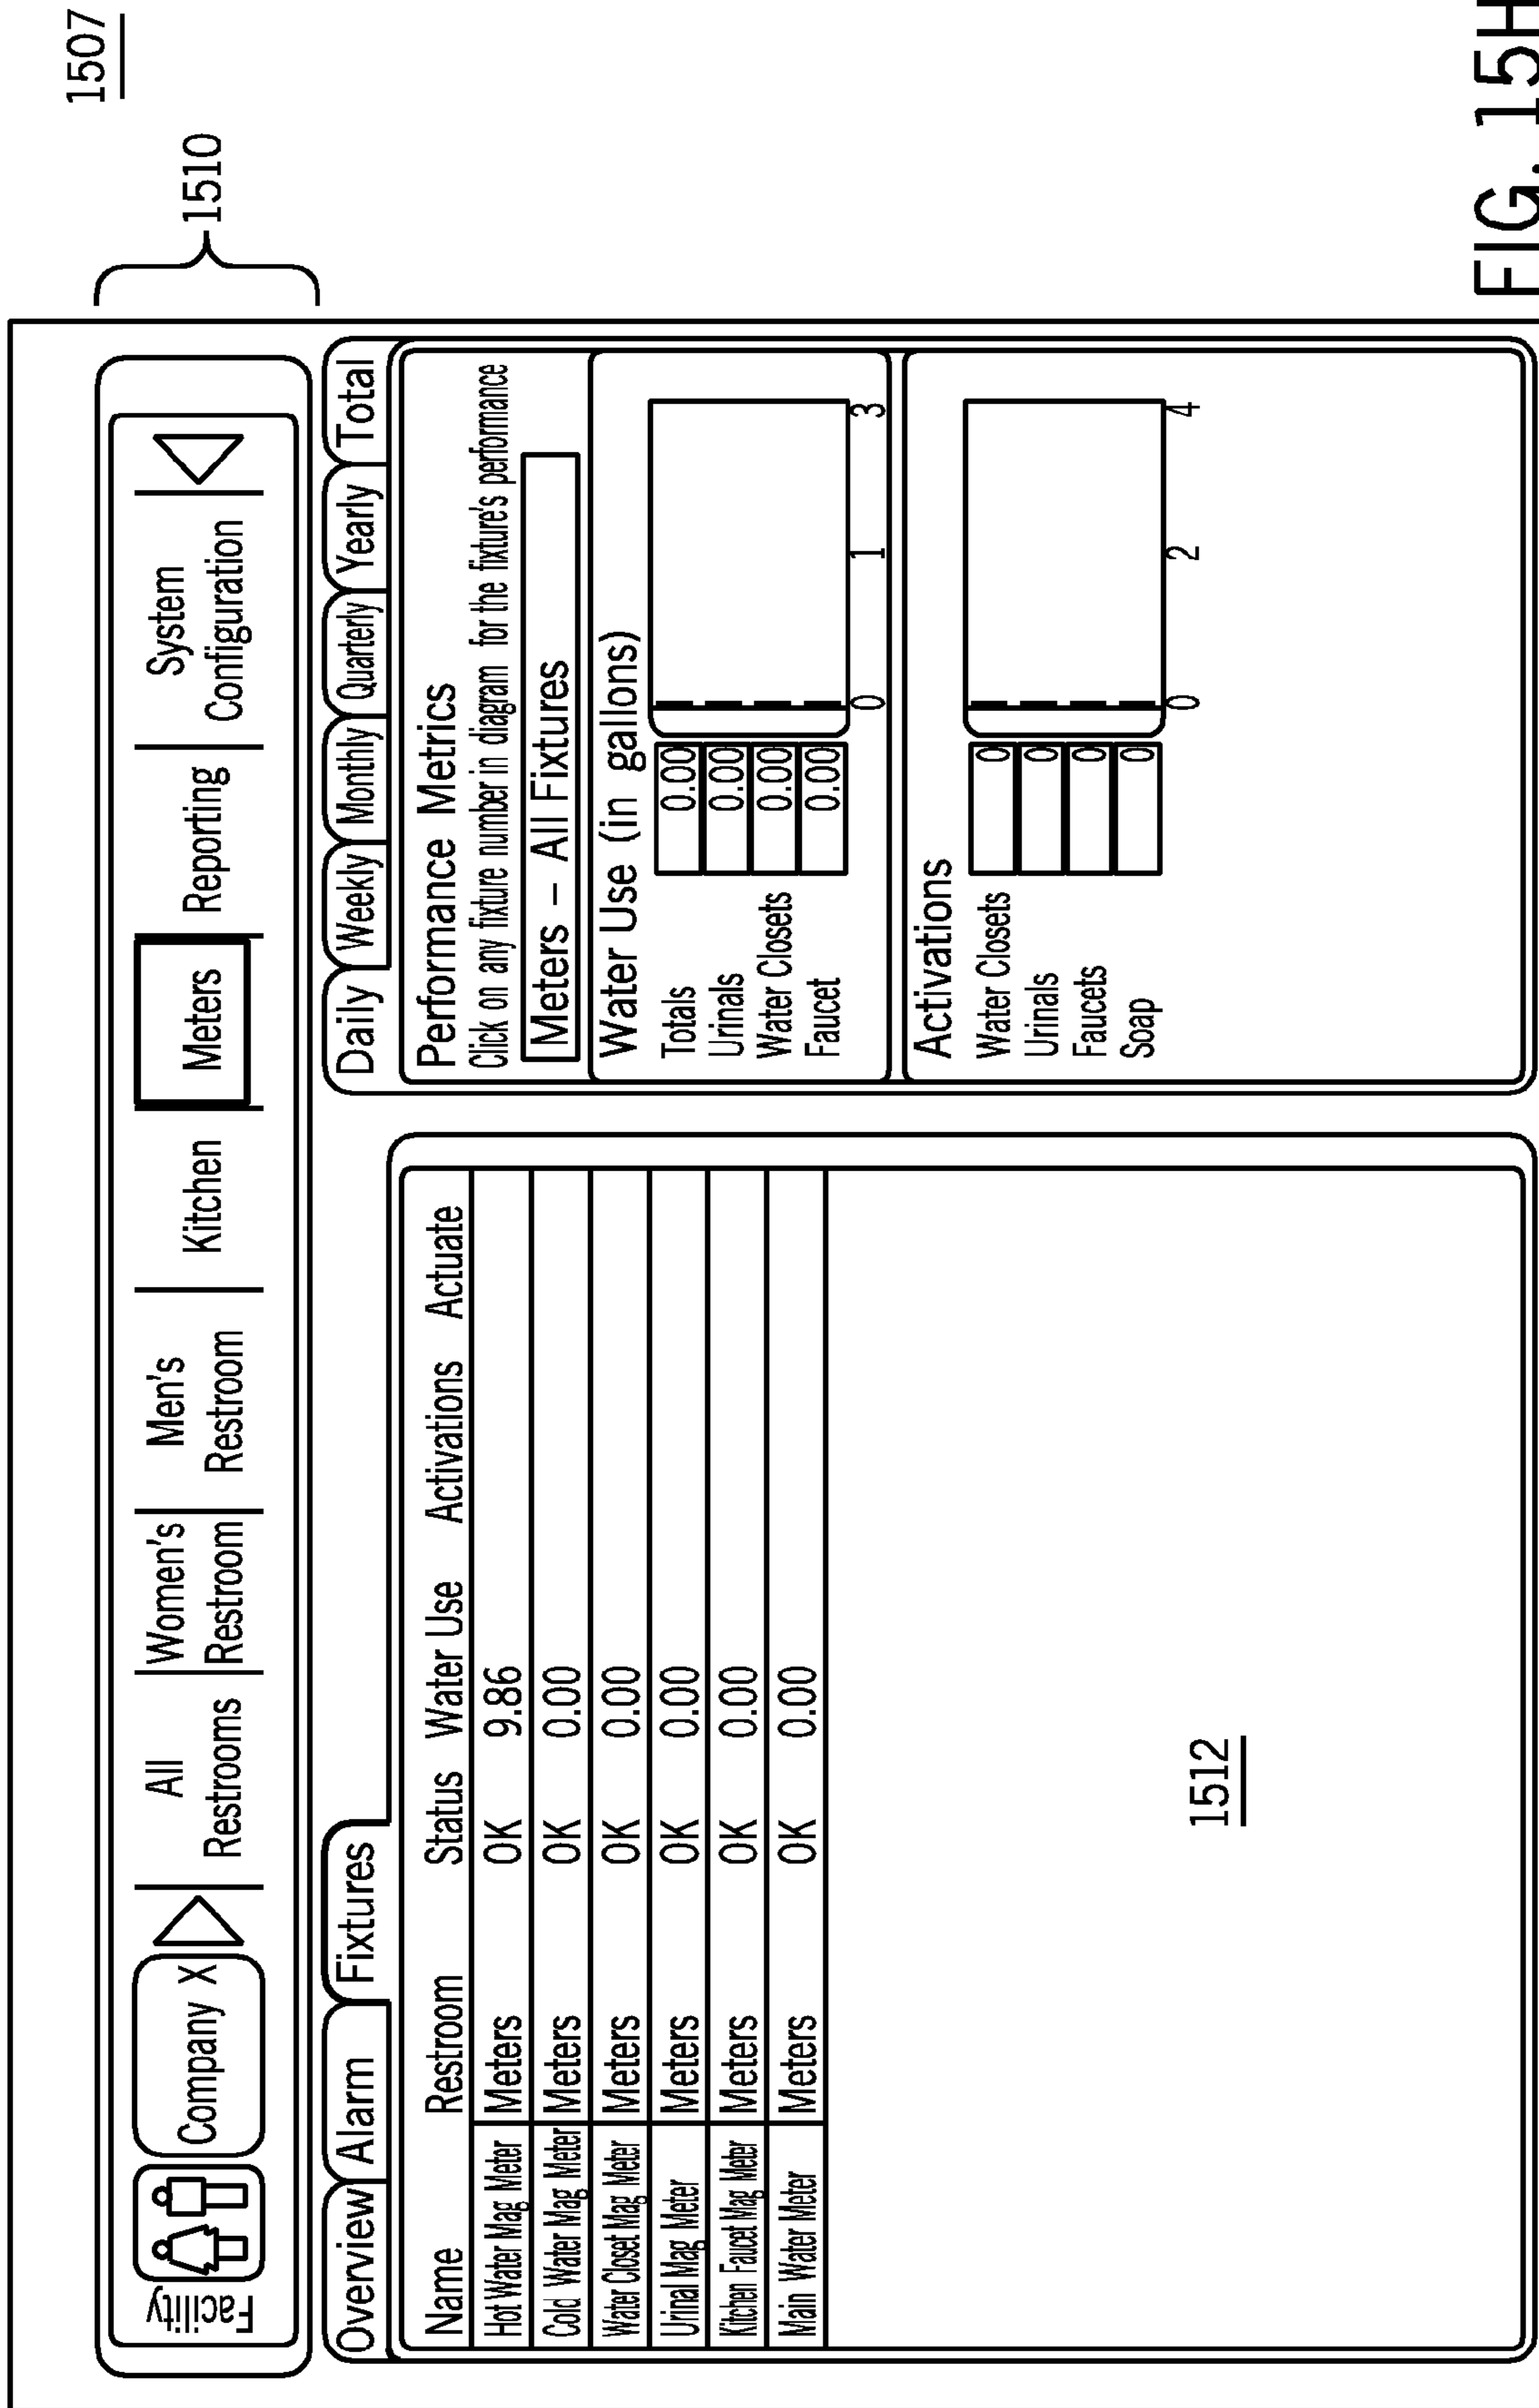 1507
1510
Facility
Company X
All Restrooms
Women's Restroom
Men's Restroom
Kitchen
Meters
Reporting
System Configuration
Overview Alarm Fixtures
Name Restroom Status Water Use Activations Actuate
Hot Water Mag Meter Meters OK 9.86
Cold Water Mag Meter Meters OK 0.00
Water Closet Mag Meter Meters OK 0.00
Urinal Mag Meter Meters OK 0.00
Kitchen Faucet Mag Meter Meters OK 0.00
Main Water Meter Meters OK 0.00
1512
Daily Weekly Monthly Quarterly Yearly Total
Performance Metrics
Click on any fixture number in diagram for the fixture's performance
Meters – All Fixtures
Water Use (in gallons)
Totals 0.00
Urinals 0.00
Water Closets 0.00
Faucet 0.00
0 1 3
Activations
Water Closets 0
Urinals 0
Faucets 0
Soap 0
0 2 4
FIG. 15H